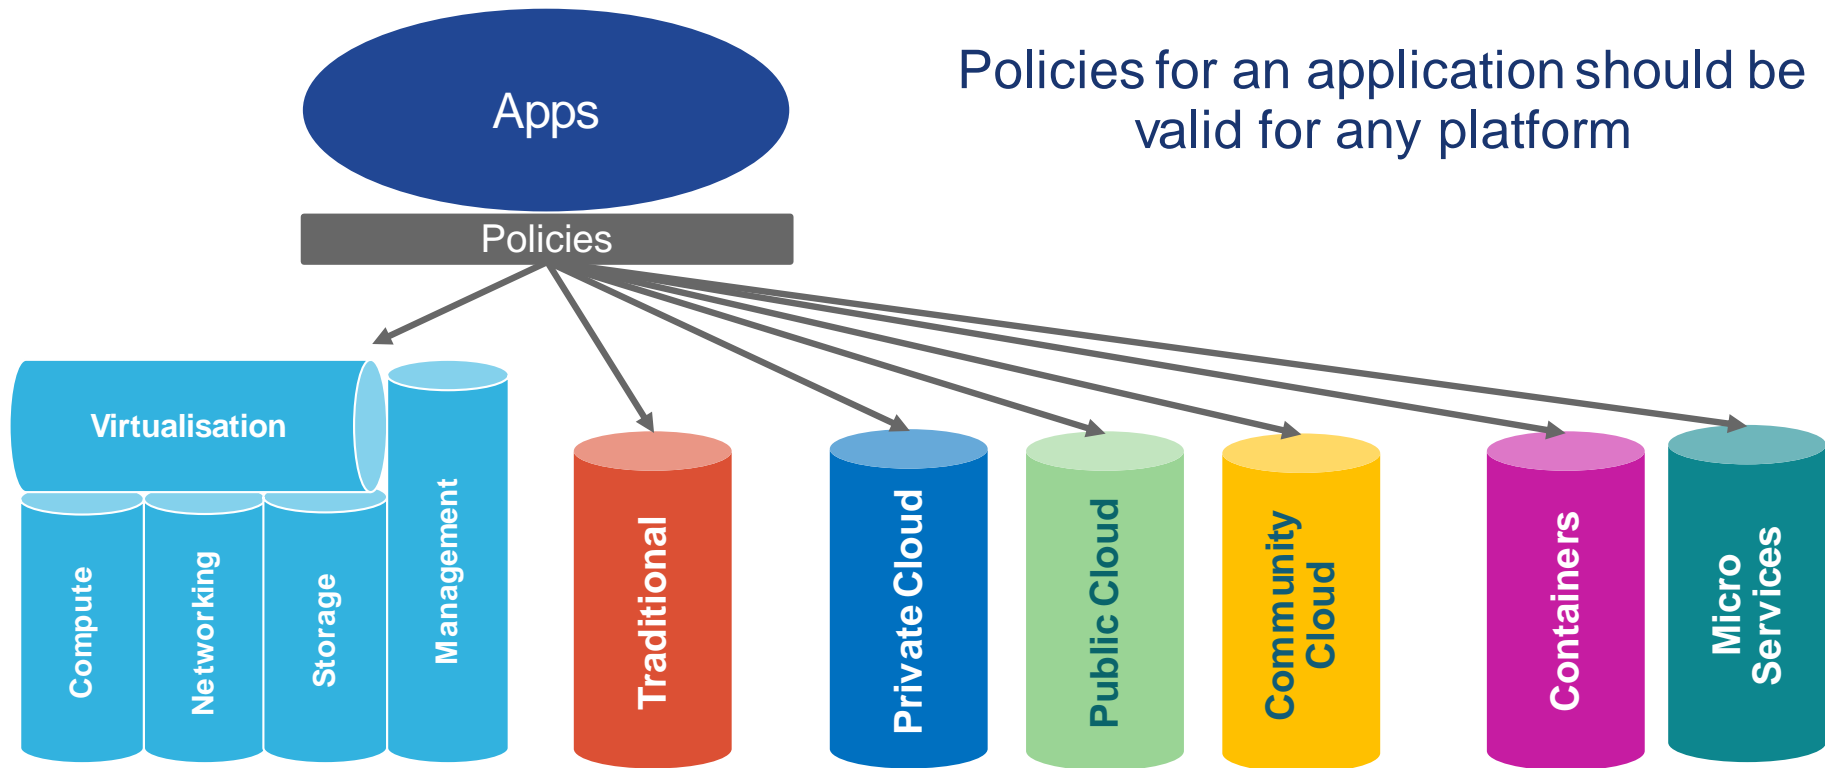 Apps
Policies for an application should be
valid for any platform
Policies
Virtualisation
Compute
Networking
Storage
Management
Traditional
Private Cloud
Public Cloud
Community
Cloud
Containers
Micro
Services